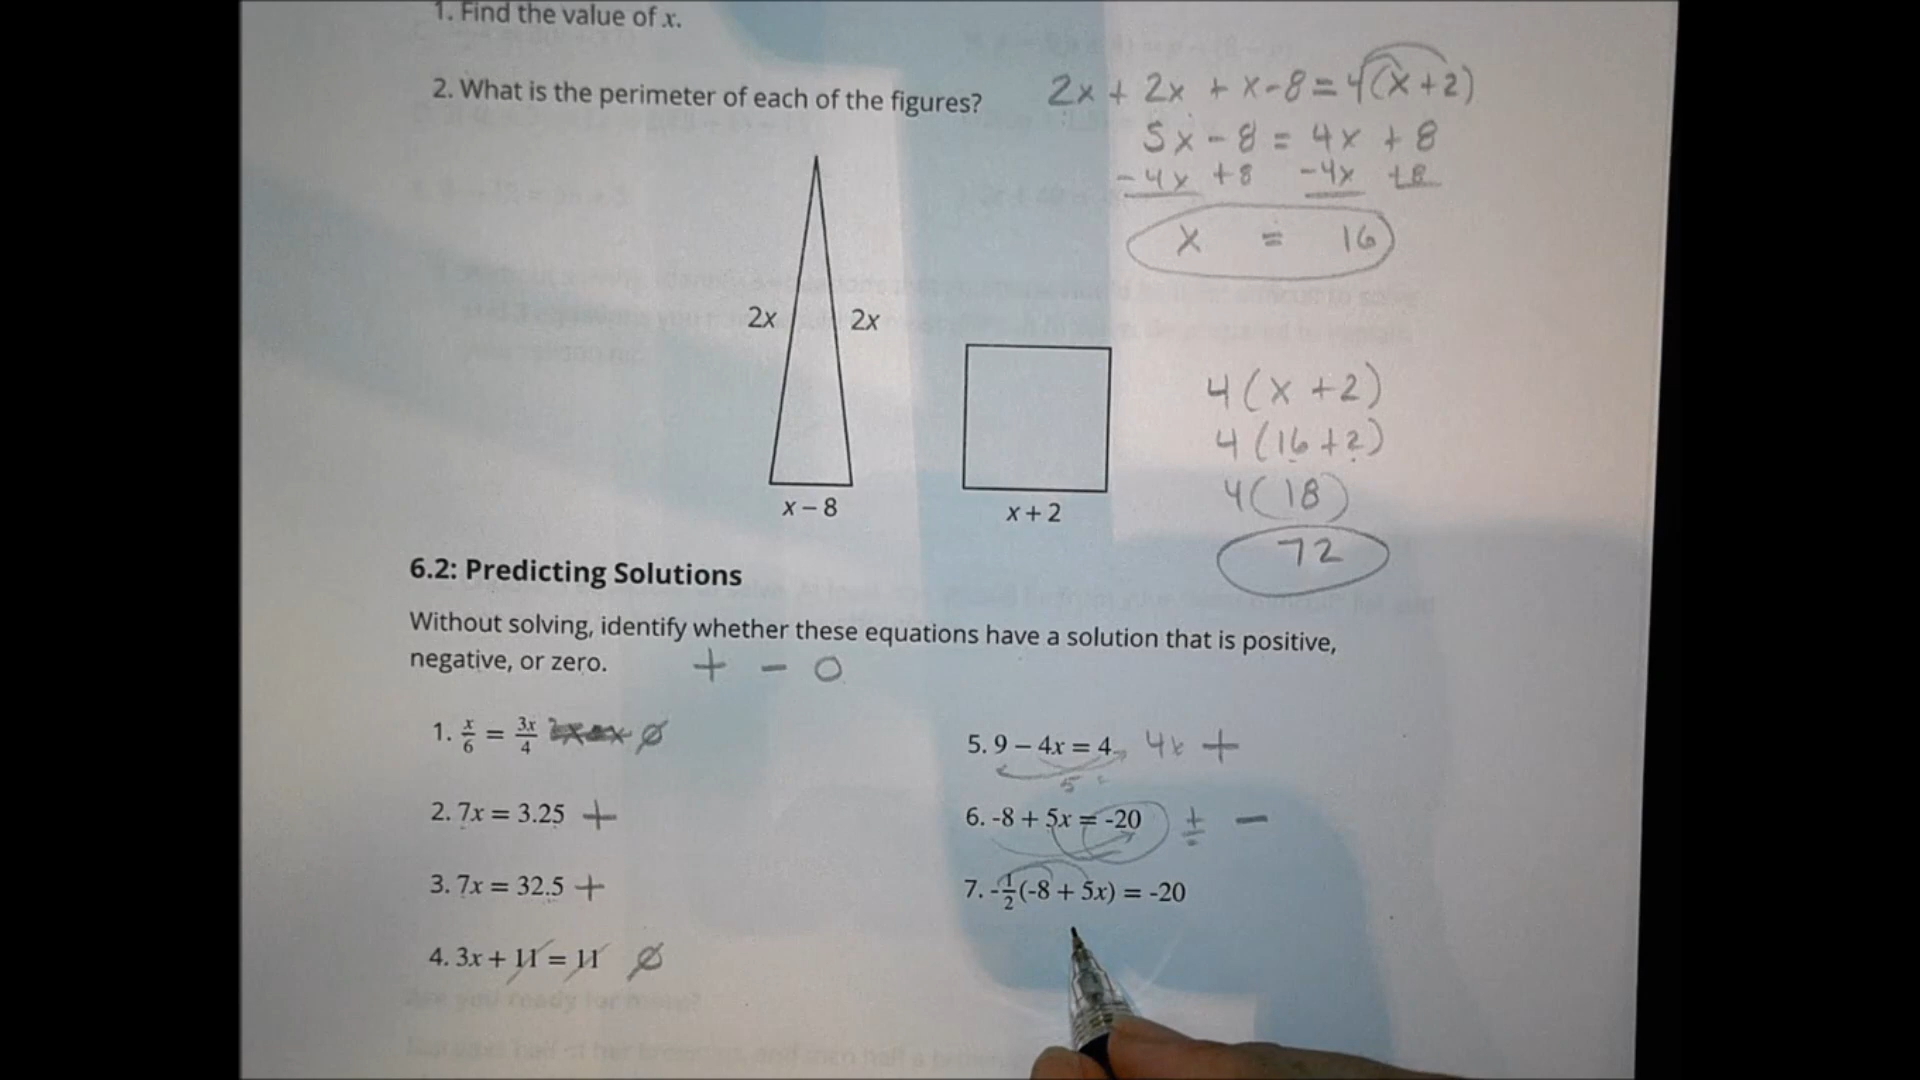 1. Find the value of x.
2. What is the perimeter of each of the figures?
2x + 2x + x-8 = 4(x+2)
5x - 8 = 4x + 8
-4x +8 -4x +8
x = 16
2x 2x
x – 8
x + 2
4(x+2)
4(16+2)
4(18)
72
6.2: Predicting Solutions
Without solving, identify whether these equations have a solution that is positive,
negative, or zero. + - 0
1. x/6 = 3x/4 ∅
2. 7x = 3.25 +
3. 7x = 32.5 +
4. 3x + 11 = 11 ∅
5. 9 – 4x = 4 4x +
5
6. -8 + 5x = -20 ÷ −
7. -1/2(-8 + 5x) = -20